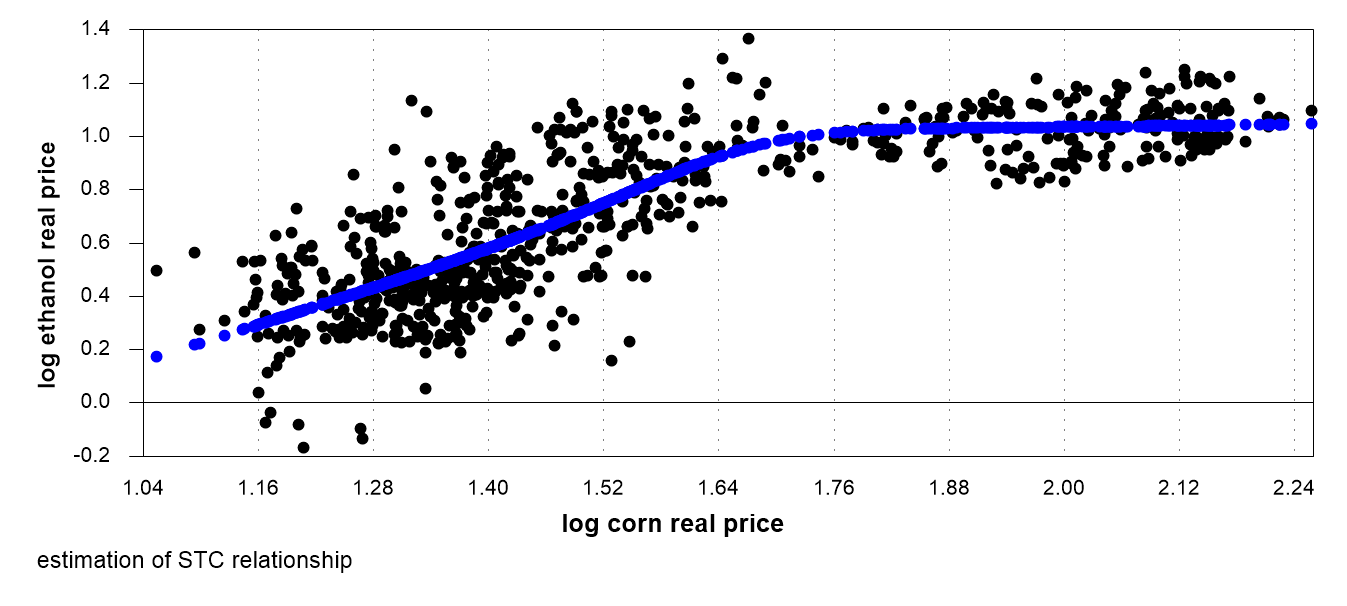 1.4
1.2
1.0
0.8
0.6
0.4
0.2
0.0
-0.2
log ethanol real price
1.04 1.16 1.28 1.40 1.52 1.64 1.76 1.88 2.00 2.12 2.24
log corn real price
estimation of STC relationship